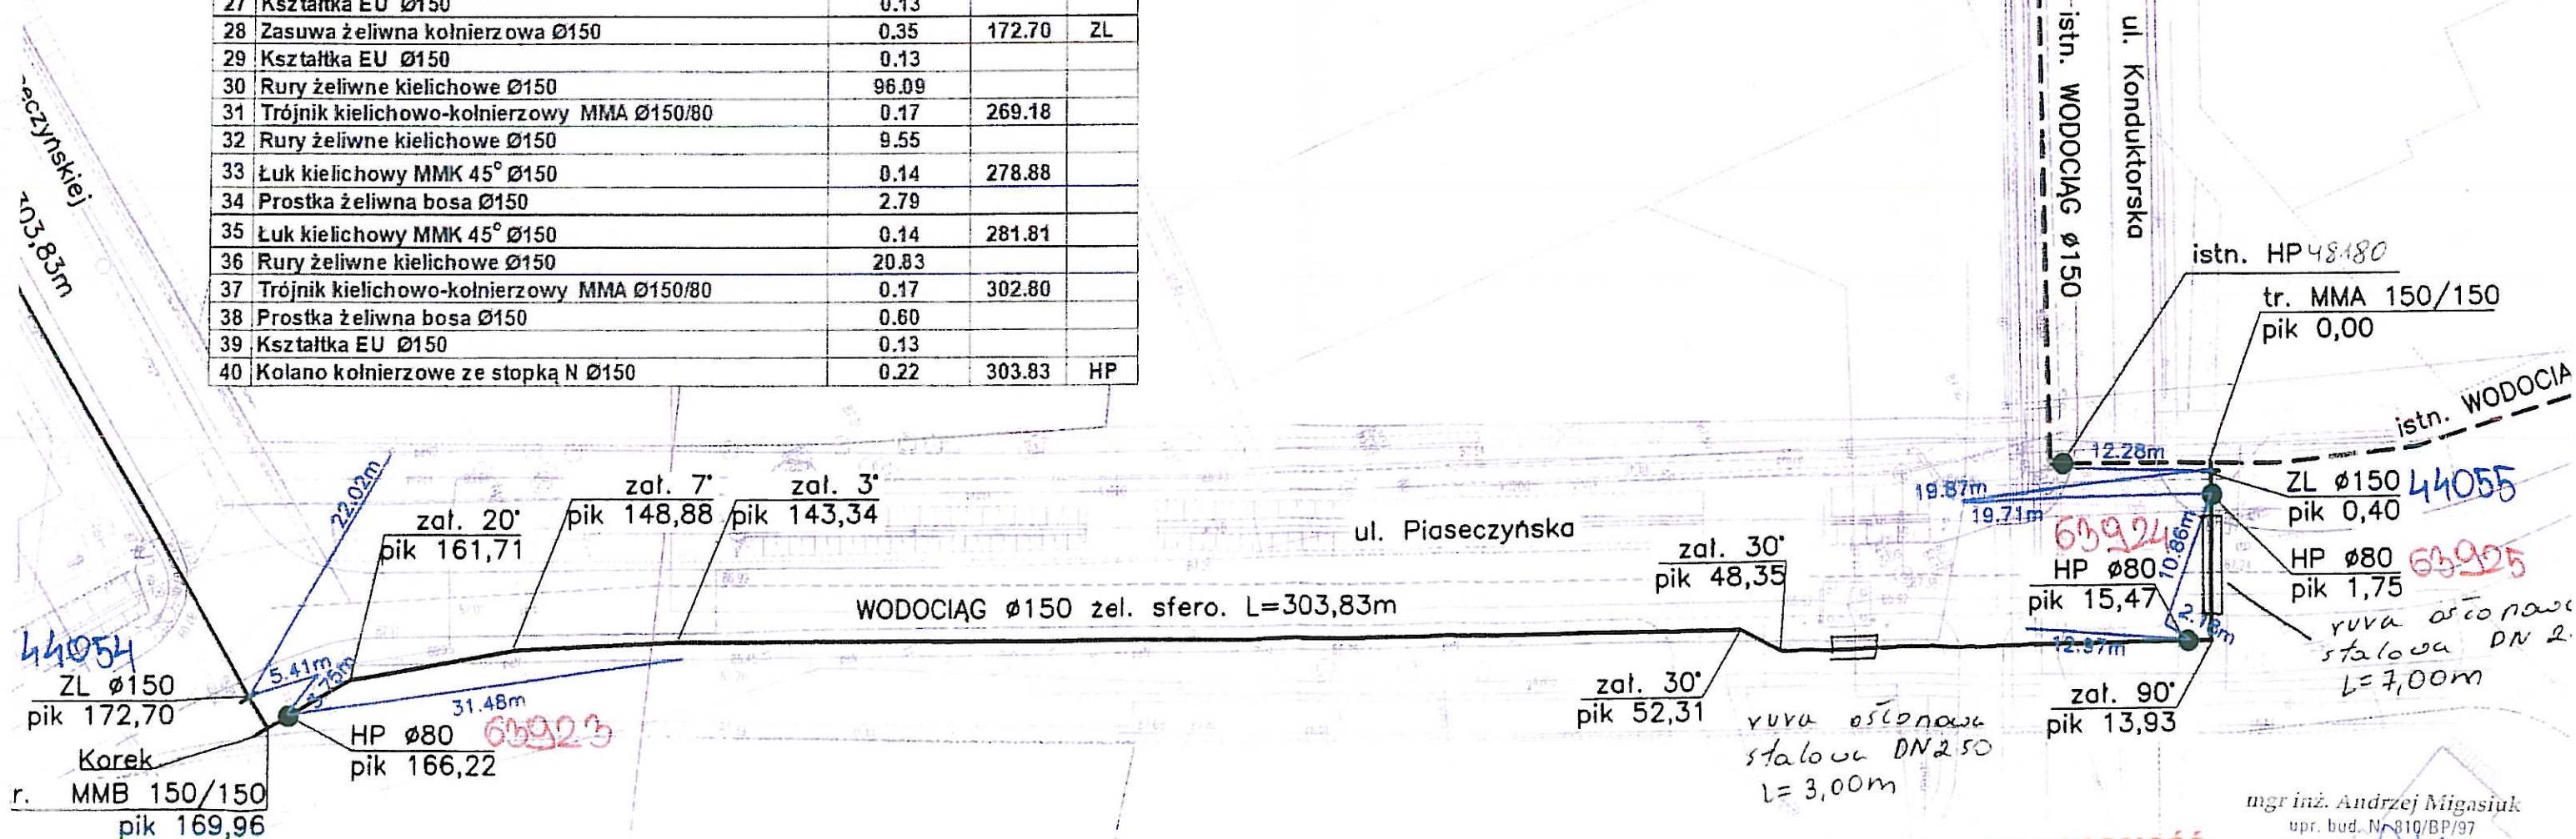 27 Kształtka EU Ø150 0.13
28 Zasuwa żeliwna kołnierzowa Ø150 0.35 172.70 ZL
29 Kształtka EU Ø150 0.13
30 Rury żeliwne kielichowe Ø150 96.09
31 Trójnik kielichowo-kołnierzowy MMA Ø150/80 0.17 269.18
32 Rury żeliwne kielichowe Ø150 9.55
33 Łuk kielichowy MMK 45° Ø150 0.14 278.88
34 Prostka żeliwna bosa Ø150 2.79
35 Łuk kielichowy MMK 45° Ø150 0.14 281.81
36 Rury żeliwne kielichowe Ø150 20.83
37 Trójnik kielichowo-kołnierzowy MMA Ø150/80 0.17 302.80
38 Prostka żeliwna bosa Ø150 0.60
39 Kształtka EU Ø150 0.13
40 Kolano kołnierzowe ze stopką N Ø150 0.22 303.83 HP
eczyńskiej
303,83m
istn. WODOCIĄG ø150
ul. Konduktorska
istn. HP 48180
tr. MMA 150/150
pik 0,00
istn. WODOCIA
12.28m
19.87m
19.71m
ZL ø150 44055
pik 0,40
HP ø80 63925
pik 1,75
rura osłonowa
stalowa DN 2
L=7,00m
63924
HP ø80
pik 15,47
10.86m
2.18m
12.37m
zał. 90°
pik 13,93
zał. 30°
pik 48,35
zał. 30°
pik 52,31
rura osłonowa
stalowa DN250
L=3,00m
ul. Piaseczyńska
WODOCIĄG ø150 żel. sfero. L=303,83m
zał. 3°
pik 143,34
zał. 7°
pik 148,88
zał. 20°
pik 161,71
22.02m
5.41m
3.75m
31.48m
44054
ZL ø150
pik 172,70
HP ø80 63923
pik 166,22
Korek
r. MMB 150/150
pik 169,96
mgr inż. Andrzej Migasiuk
upr. bud. Nr 810/BP/97